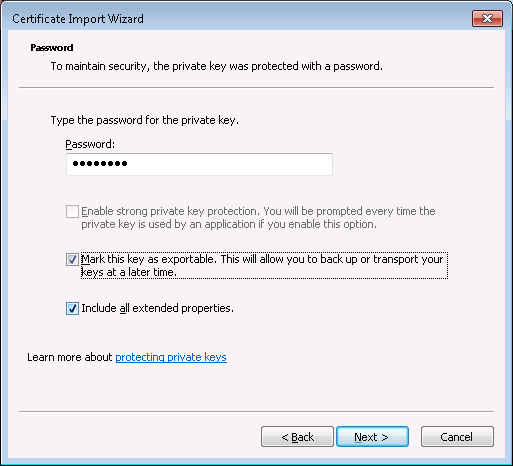 Certificate Import Wizard
Password
To maintain security, the private key was protected with a password.
Type the password for the private key.
Password:
••••••••
Enable strong private key protection. You will be prompted every time the
private key is used by an application if you enable this option.
Mark this key as exportable. This will allow you to back up or transport your
keys at a later time.
Include all extended properties.
Learn more about protecting private keys
< Back
Next >
Cancel